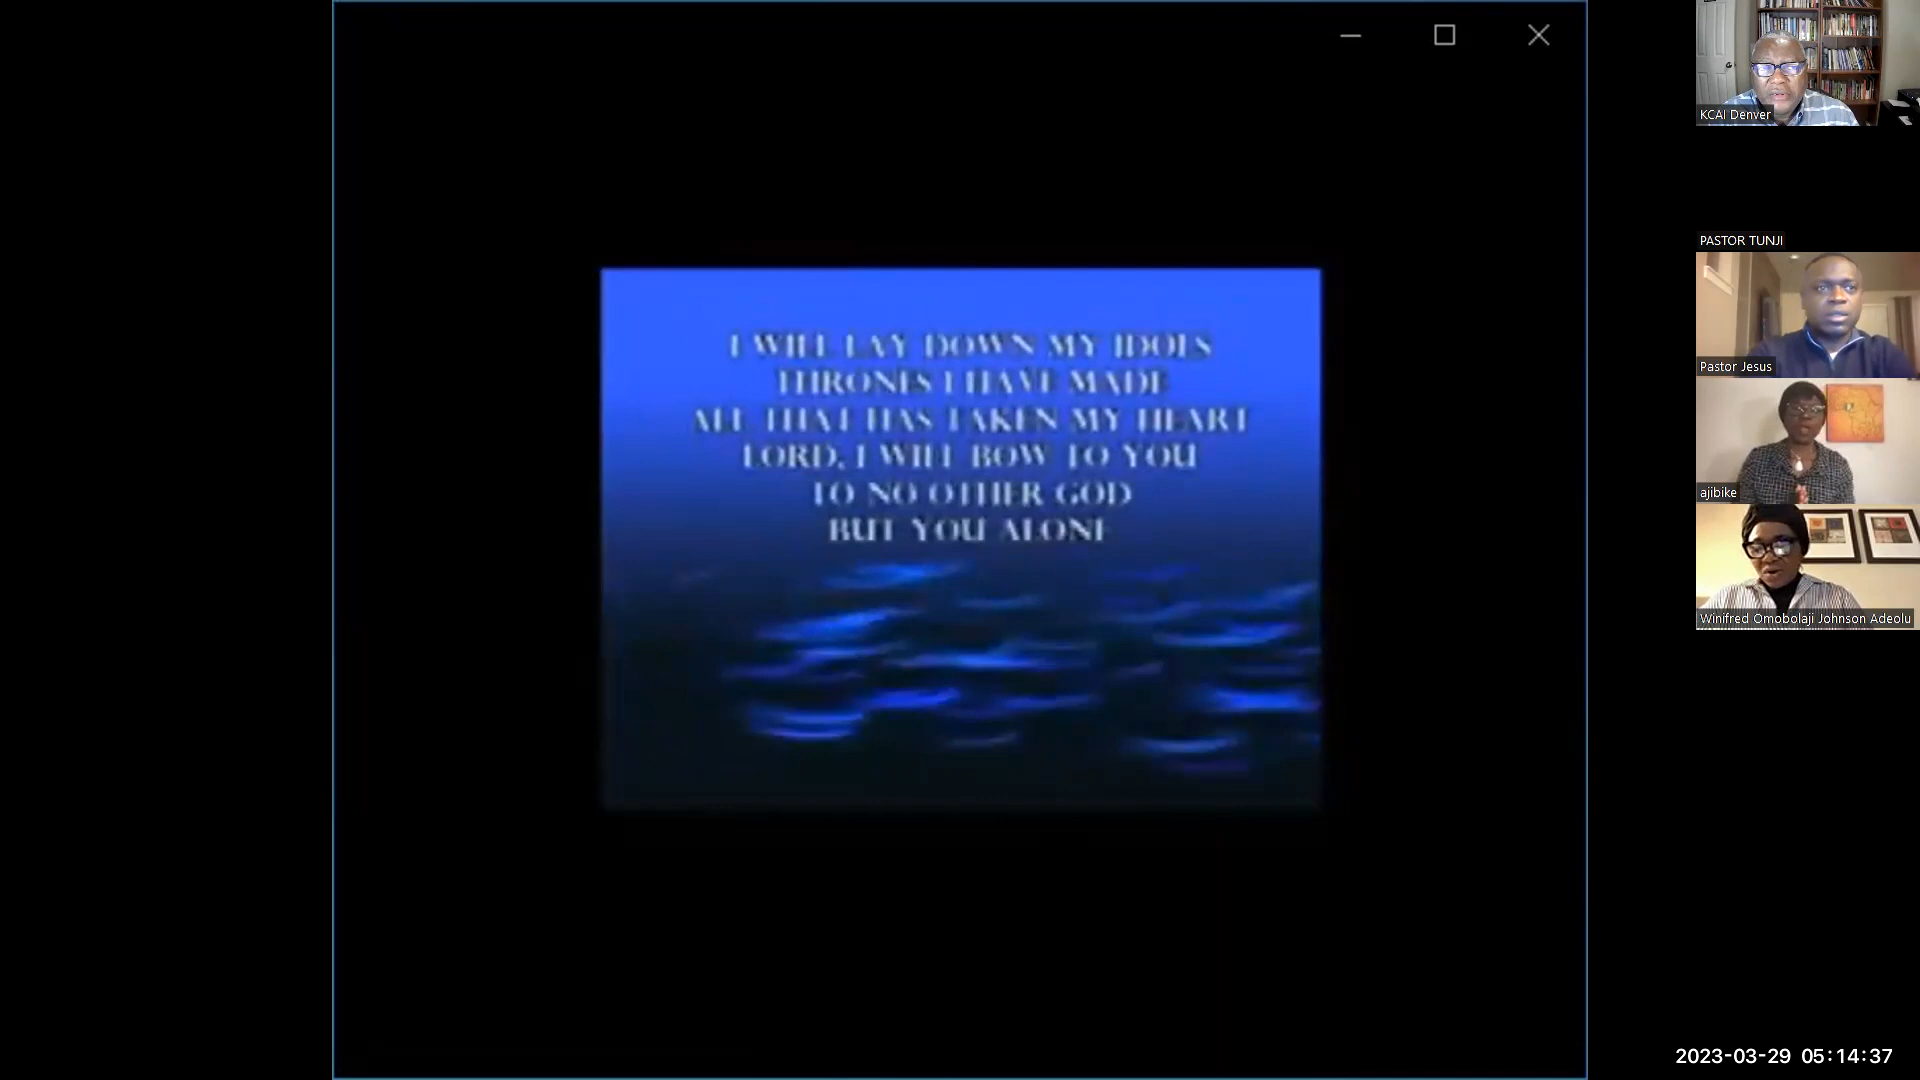 I WILL LAY DOWN MY IDOLS
THRONES I HAVE MADE
ALL THAT HAS TAKEN MY HEART
LORD, I WILL BOW TO YOU
TO NO OTHER GOD
BUT YOU ALONE
KCAI Denver
PASTOR TUNJI
Pastor Jesus
ajibike
Winifred Omobolaji Johnson Adeolu
2023-03-29 05:14:37